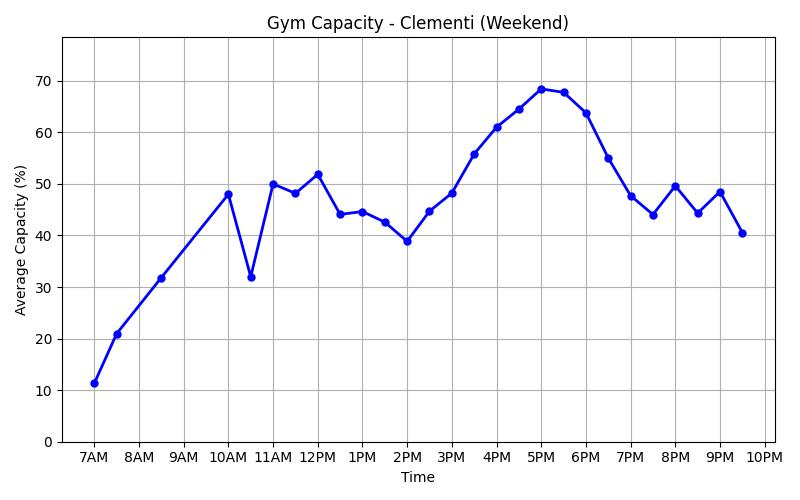 Gym Capacity - Clementi (Weekend)
Average Capacity (%)
70
60
50
40
30
20
10
0
7AM 8AM 9AM 10AM 11AM 12PM 1PM 2PM 3PM 4PM 5PM 6PM 7PM 8PM 9PM 10PM
Time